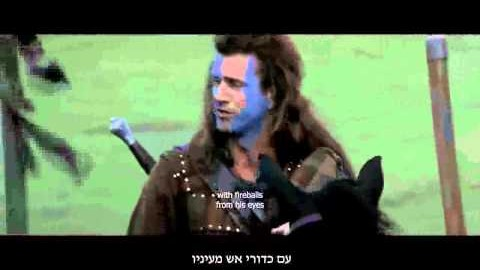 with fireballs
from his eyes
עם כדורי אש מעיניו